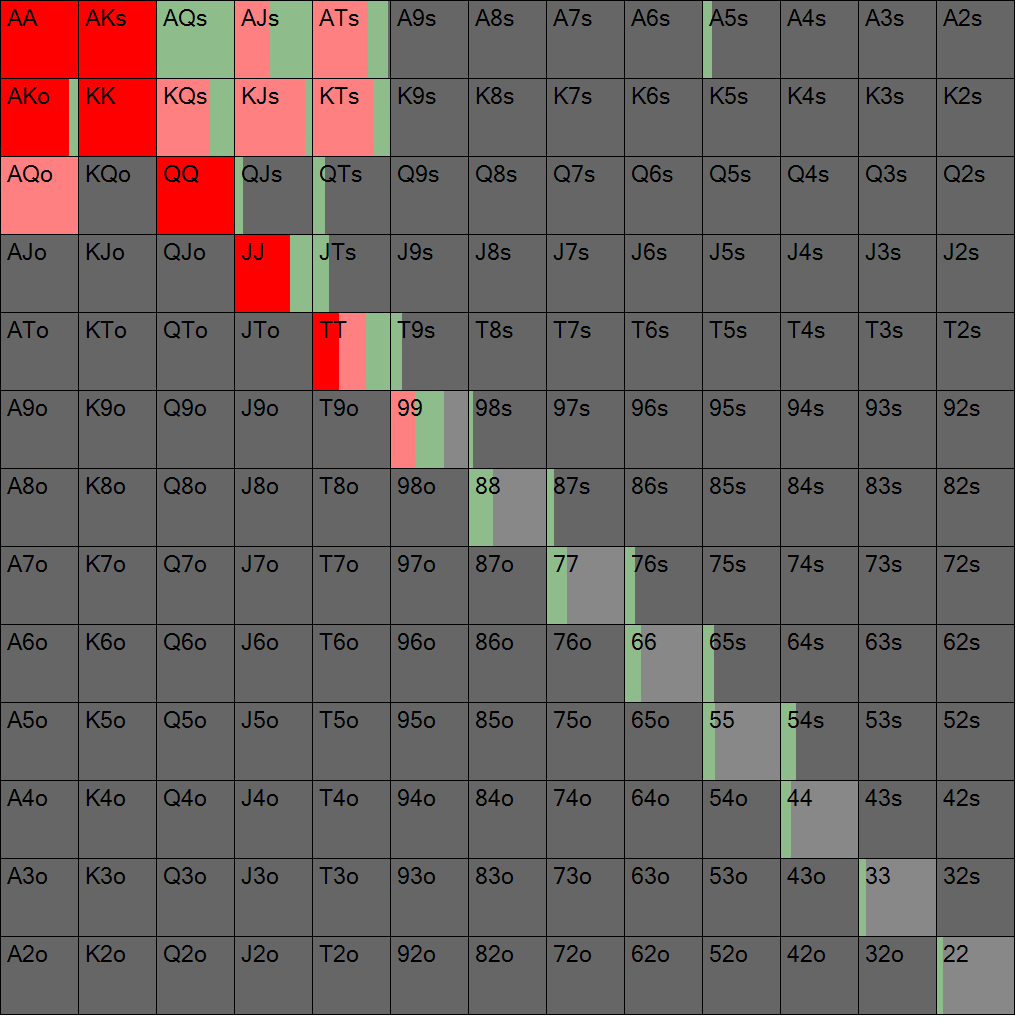 AA AKs AQs AJs ATs A9s A8s A7s A6s A5s A4s A3s A2s
AKo KK KQs KJs KTs K9s K8s K7s K6s K5s K4s K3s K2s
AQo KQo QQ QJs QTs Q9s Q8s Q7s Q6s Q5s Q4s Q3s Q2s
AJo KJo QJo JJ JTs J9s J8s J7s J6s J5s J4s J3s J2s
ATo KTo QTo JTo TT T9s T8s T7s T6s T5s T4s T3s T2s
A9o K9o Q9o J9o T9o 99 98s 97s 96s 95s 94s 93s 92s
A8o K8o Q8o J8o T8o 98o 88 87s 86s 85s 84s 83s 82s
A7o K7o Q7o J7o T7o 97o 87o 77 76s 75s 74s 73s 72s
A6o K6o Q6o J6o T6o 96o 86o 76o 66 65s 64s 63s 62s
A5o K5o Q5o J5o T5o 95o 85o 75o 65o 55 54s 53s 52s
A4o K4o Q4o J4o T4o 94o 84o 74o 64o 54o 44 43s 42s
A3o K3o Q3o J3o T3o 93o 83o 73o 63o 53o 43o 33 32s
A2o K2o Q2o J2o T2o 92o 82o 72o 62o 52o 42o 32o 22